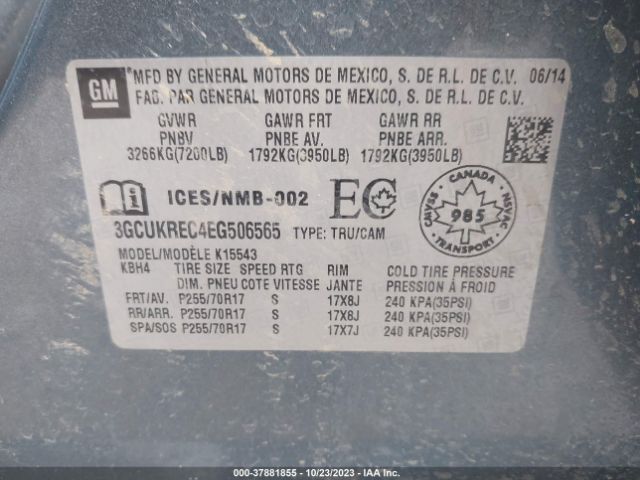 GM
MFD BY GENERAL MOTORS DE MEXICO, S. DE R.L. DE C.V. 06/14
FAB. PAR GENERAL MOTORS DE MEXICO, S. DE R.L. DE C.V.
GVWR GAWR FRT GAWR RR
PNBV PNBE AV. PNBE ARR.
3266KG(7200LB) 1792KG(3950LB) 1792KG(3950LB)
ICES/NMB-002 EC
CANADA
CMVSS 985 NSVAC
TRANSPORT
3GCUKREC4EG506565 TYPE: TRU/CAM
MODEL/MODÈLE K15543
KBH4 TIRE SIZE SPEED RTG RIM COLD TIRE PRESSURE
DIM. PNEU COTE VITESSE JANTE PRESSION À FROID
FRT/AV. P255/70R17 S 17X8J 240 KPA(35PSI)
RR/ARR. P255/70R17 S 17X8J 240 KPA(35PSI)
SPA/SOS P255/70R17 S 17X7J 240 KPA(35PSI)
000-37881855 - 10/23/2023 - IAA Inc.